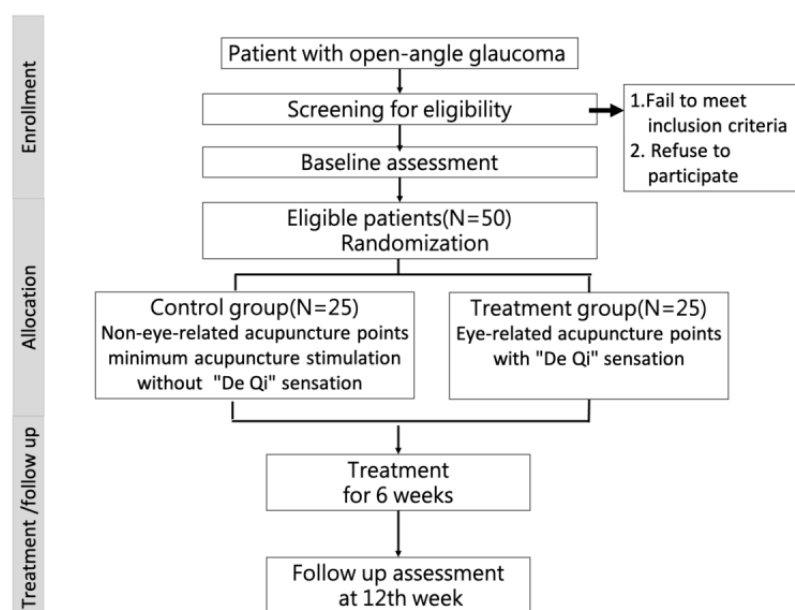 Enrollment
Patient with open-angle glaucoma
Screening for eligibility
1.Fail to meet
inclusion criteria
2. Refuse to
participate
Baseline assessment
Allocation
Eligible patients(N=50)
Randomization
Control group(N=25)
Non-eye-related acupuncture points
minimum acupuncture stimulation
without "De Qi" sensation
Treatment group(N=25)
Eye-related acupuncture points
with "De Qi" sensation
Treatment /follow up
Treatment
for 6 weeks
Follow up assessment
at 12th week